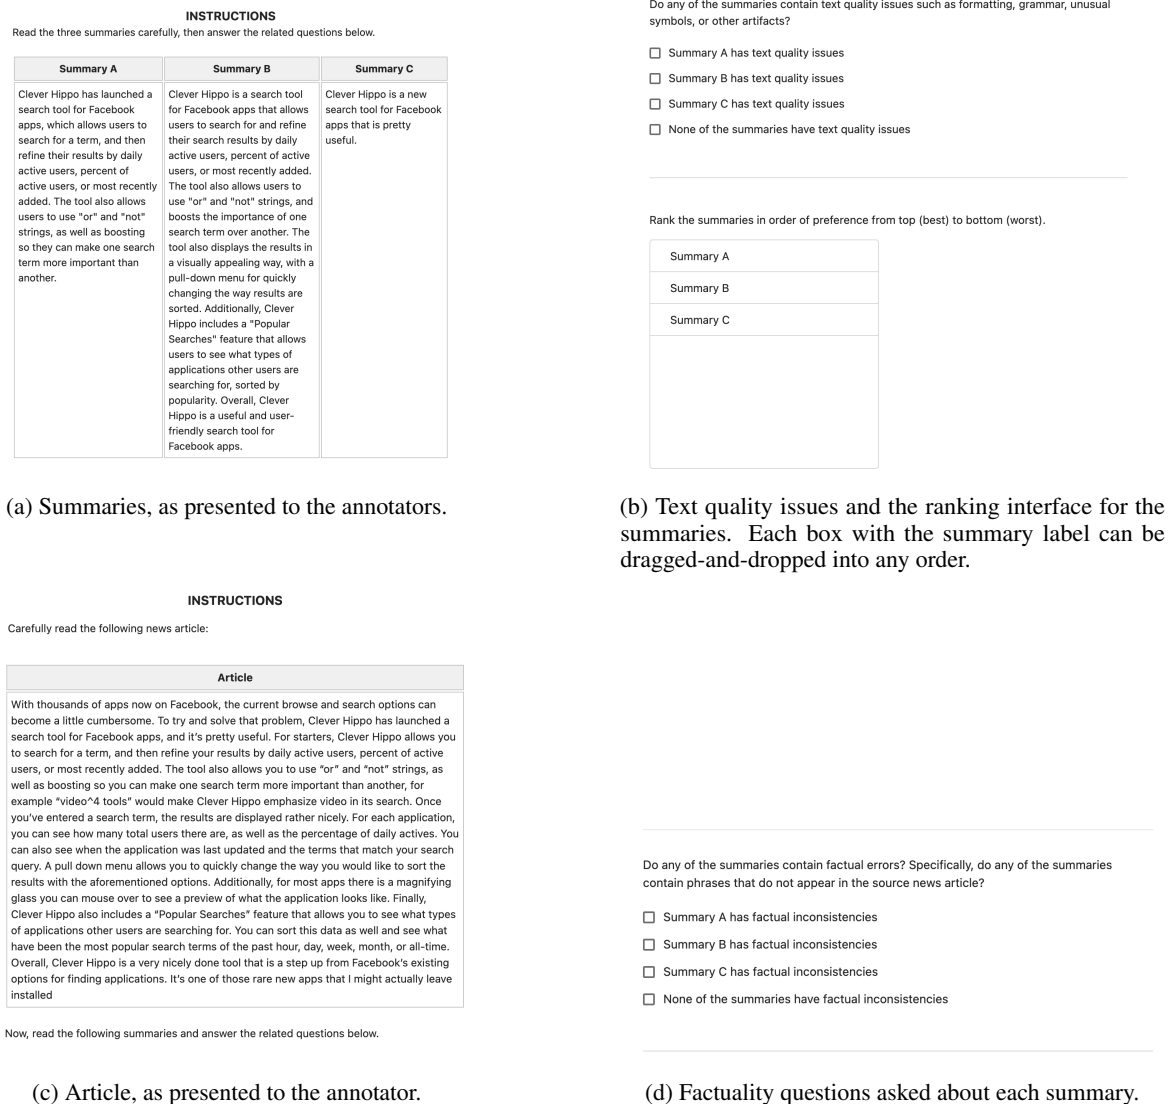 INSTRUCTIONS
Read the three summaries carefully, then answer the related questions below.
Summary A
Clever Hippo has launched a
search tool for Facebook
apps, which allows users to
search for a term, and then
refine their results by daily
active users, percent of
active users, or most recently
added. The tool also allows
users to use "or" and "not"
strings, as well as boosting
so they can make one search
term more important than
another.
Summary B
Clever Hippo is a search tool
for Facebook apps that allows
users to search for and refine
their search results by daily
active users, percent of active
users, or most recently added.
The tool also allows users to
use "or" and "not" strings, and
boosts the importance of one
search term over another. The
tool also displays the results in
a visually appealing way, with a
pull-down menu for quickly
changing the way results are
sorted. Additionally, Clever
Hippo includes a "Popular
Searches" feature that allows
users to see what types of
applications other users are
searching for, sorted by
popularity. Overall, Clever
Hippo is a useful and user-
friendly search tool for
Facebook apps.
Summary C
Clever Hippo is a new
search tool for Facebook
apps that is pretty
useful.
(a) Summaries, as presented to the annotators.
Do any of the summaries contain text quality issues such as formatting, grammar, unusual
symbols, or other artifacts?
Summary A has text quality issues
Summary B has text quality issues
Summary C has text quality issues
None of the summaries have text quality issues
Rank the summaries in order of preference from top (best) to bottom (worst).
Summary A
Summary B
Summary C
(b) Text quality issues and the ranking interface for the
summaries. Each box with the summary label can be
dragged-and-dropped into any order.
INSTRUCTIONS
Carefully read the following news article:
Article
With thousands of apps now on Facebook, the current browse and search options can
become a little cumbersome. To try and solve that problem, Clever Hippo has launched a
search tool for Facebook apps, and it's pretty useful. For starters, Clever Hippo allows you
to search for a term, and then refine your results by daily active users, percent of active
users, or most recently added. The tool also allows you to use “or” and “not” strings, as
well as boosting so you can make one search term more important than another, for
example “video^4 tools” would make Clever Hippo emphasize video in its search. Once
you've entered a search term, the results are displayed rather nicely. For each application,
you can see how many total users there are, as well as the percentage of daily actives. You
can also see when the application was last updated and the terms that match your search
query. A pull down menu allows you to quickly change the way you would like to sort the
results with the aforementioned options. Additionally, for most apps there is a magnifying
glass you can mouse over to see a preview of what the application looks like. Finally,
Clever Hippo also includes a “Popular Searches” feature that allows you to see what types
of applications other users are searching for. You can sort this data as well and see what
have been the most popular search terms of the past hour, day, week, month, or all-time.
Overall, Clever Hippo is a very nicely done tool that is a step up from Facebook's existing
options for finding applications. It's one of those rare new apps that I might actually leave
installed
Now, read the following summaries and answer the related questions below.
(c) Article, as presented to the annotator.
Do any of the summaries contain factual errors? Specifically, do any of the summaries
contain phrases that do not appear in the source news article?
Summary A has factual inconsistencies
Summary B has factual inconsistencies
Summary C has factual inconsistencies
None of the summaries have factual inconsistencies
(d) Factuality questions asked about each summary.